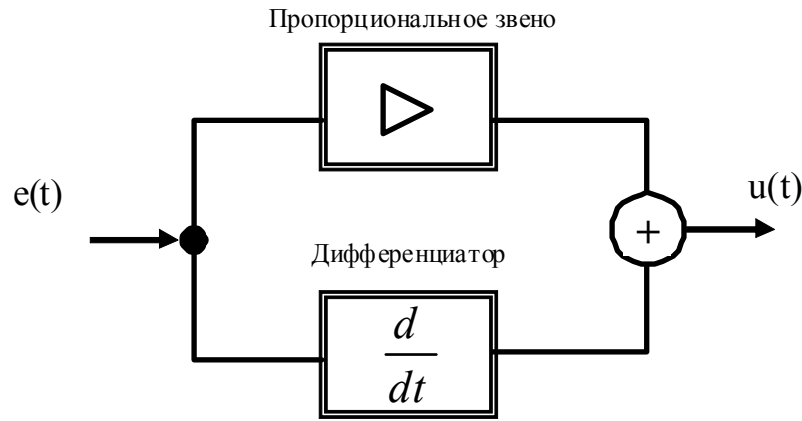 Пропорциональное звено
e(t)
u(t)
+
Дифференциатор
d
dt